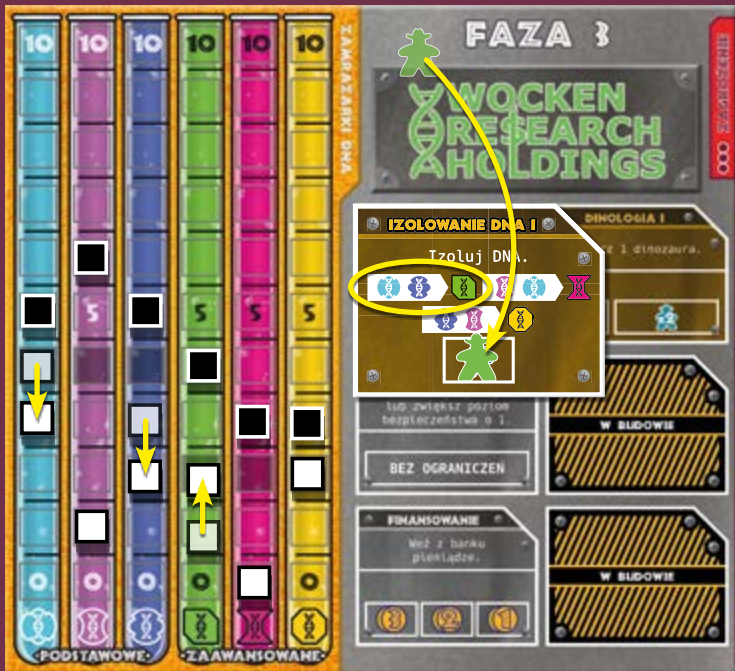 10 10 10 10 10 10
5 5 5 5
0 0 0 0
PODSTAWOWE
ZAAWANSOWANE
ZAMRAŻARKI DNA
FAZA 3
ZAGROŻENIE
WOCKEN
RESEARCH
HOLDINGS
IZOLOWANIE DNA I
Izoluj DNA.
DINOLOGIA I
1 dinozaura.
lub zwiększ poziom
bezpieczeństwa o 1.
BEZ OGRANICZEŃ
W BUDOWIE
FINANSOWANIE
Weź z banku
pieniądze.
3 2 1
W BUDOWIE